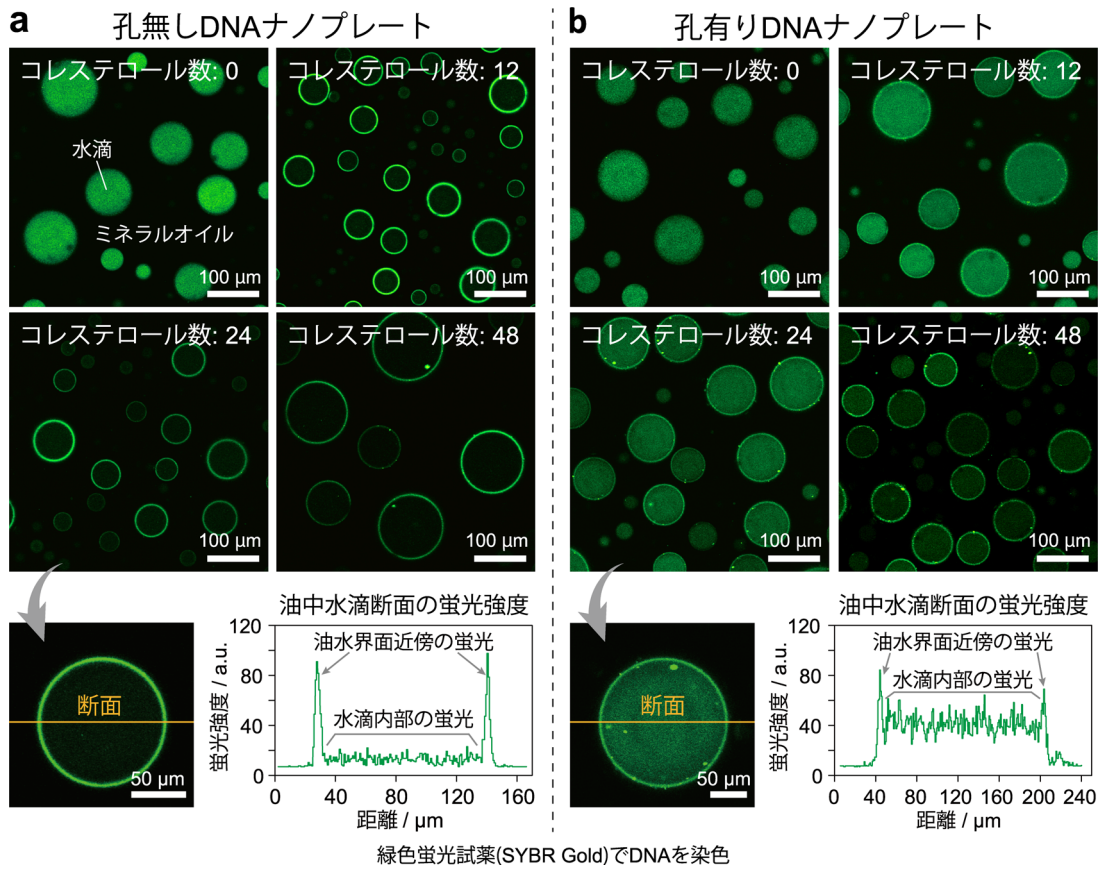 a
孔無しDNAナノプレート
コレステロール数: 0
水滴
ミネラルオイル
100 μm
コレステロール数: 12
100 μm
コレステロール数: 24
100 μm
コレステロール数: 48
100 μm
断面
50 μm
油中水滴断面の蛍光強度
蛍光強度 / a.u.
120
80
40
0
油水界面近傍の蛍光
水滴内部の蛍光
0 40 80 120 160
距離 / μm
b
孔有りDNAナノプレート
コレステロール数: 0
100 μm
コレステロール数: 12
100 μm
コレステロール数: 24
100 μm
コレステロール数: 48
100 μm
断面
50 μm
油中水滴断面の蛍光強度
蛍光強度 / a.u.
120
80
40
0
油水界面近傍の蛍光
水滴内部の蛍光
0 40 80 120 160 200 240
距離 / μm
緑色蛍光試薬(SYBR Gold)でDNAを染色